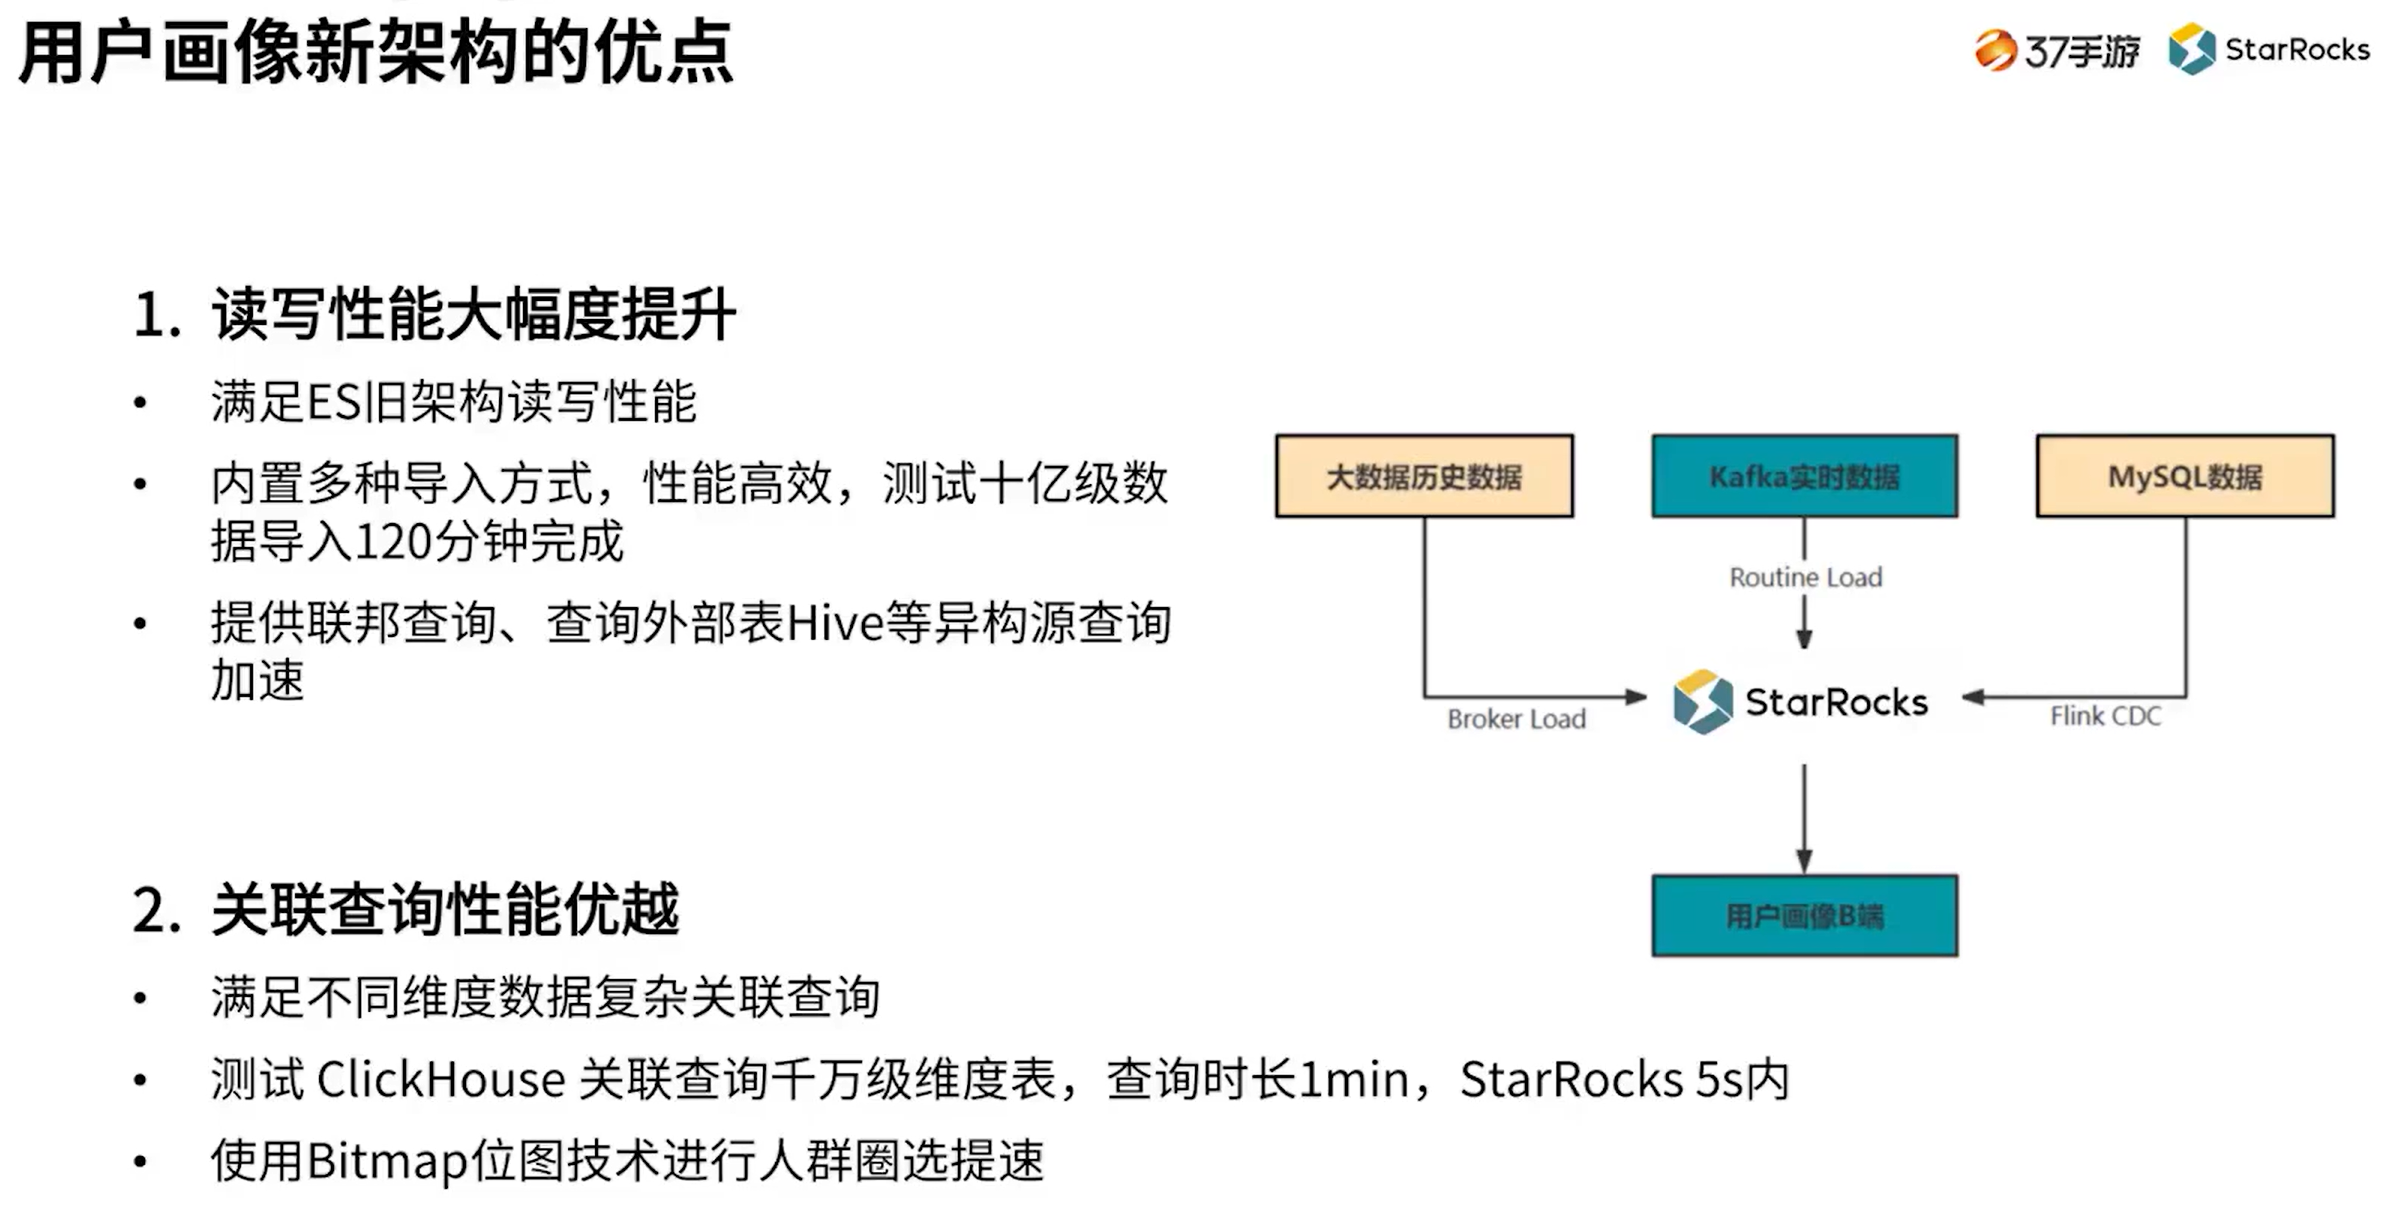 用户画像新架构的优点
37手游
StarRocks
1. 读写性能大幅度提升
• 满足ES旧架构读写性能
• 内置多种导入方式，性能高效，测试十亿级数
据导入120分钟完成
• 提供联邦查询、查询外部表Hive等异构源查询
加速
2. 关联查询性能优越
• 满足不同维度数据复杂关联查询
• 测试 ClickHouse 关联查询千万级维度表，查询时长1min，StarRocks 5s内
• 使用Bitmap位图技术进行人群圈选提速
大数据历史数据
Kafka实时数据
MySQL数据
Routine Load
StarRocks
Broker Load
Flink CDC
用户画像B端